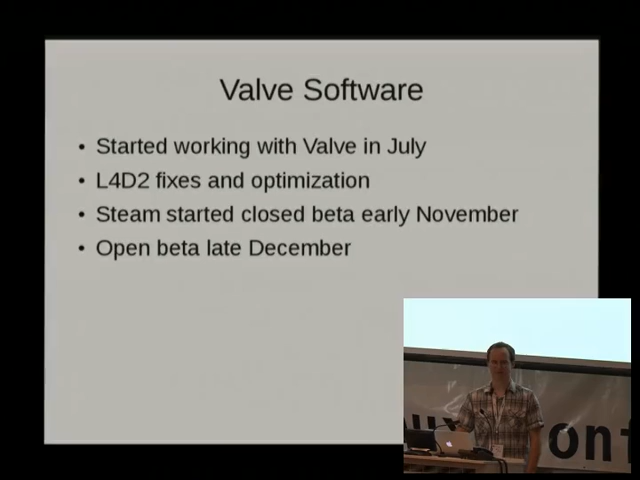 Valve Software
• Started working with Valve in July
• L4D2 fixes and optimization
• Steam started closed beta early November
• Open beta late December